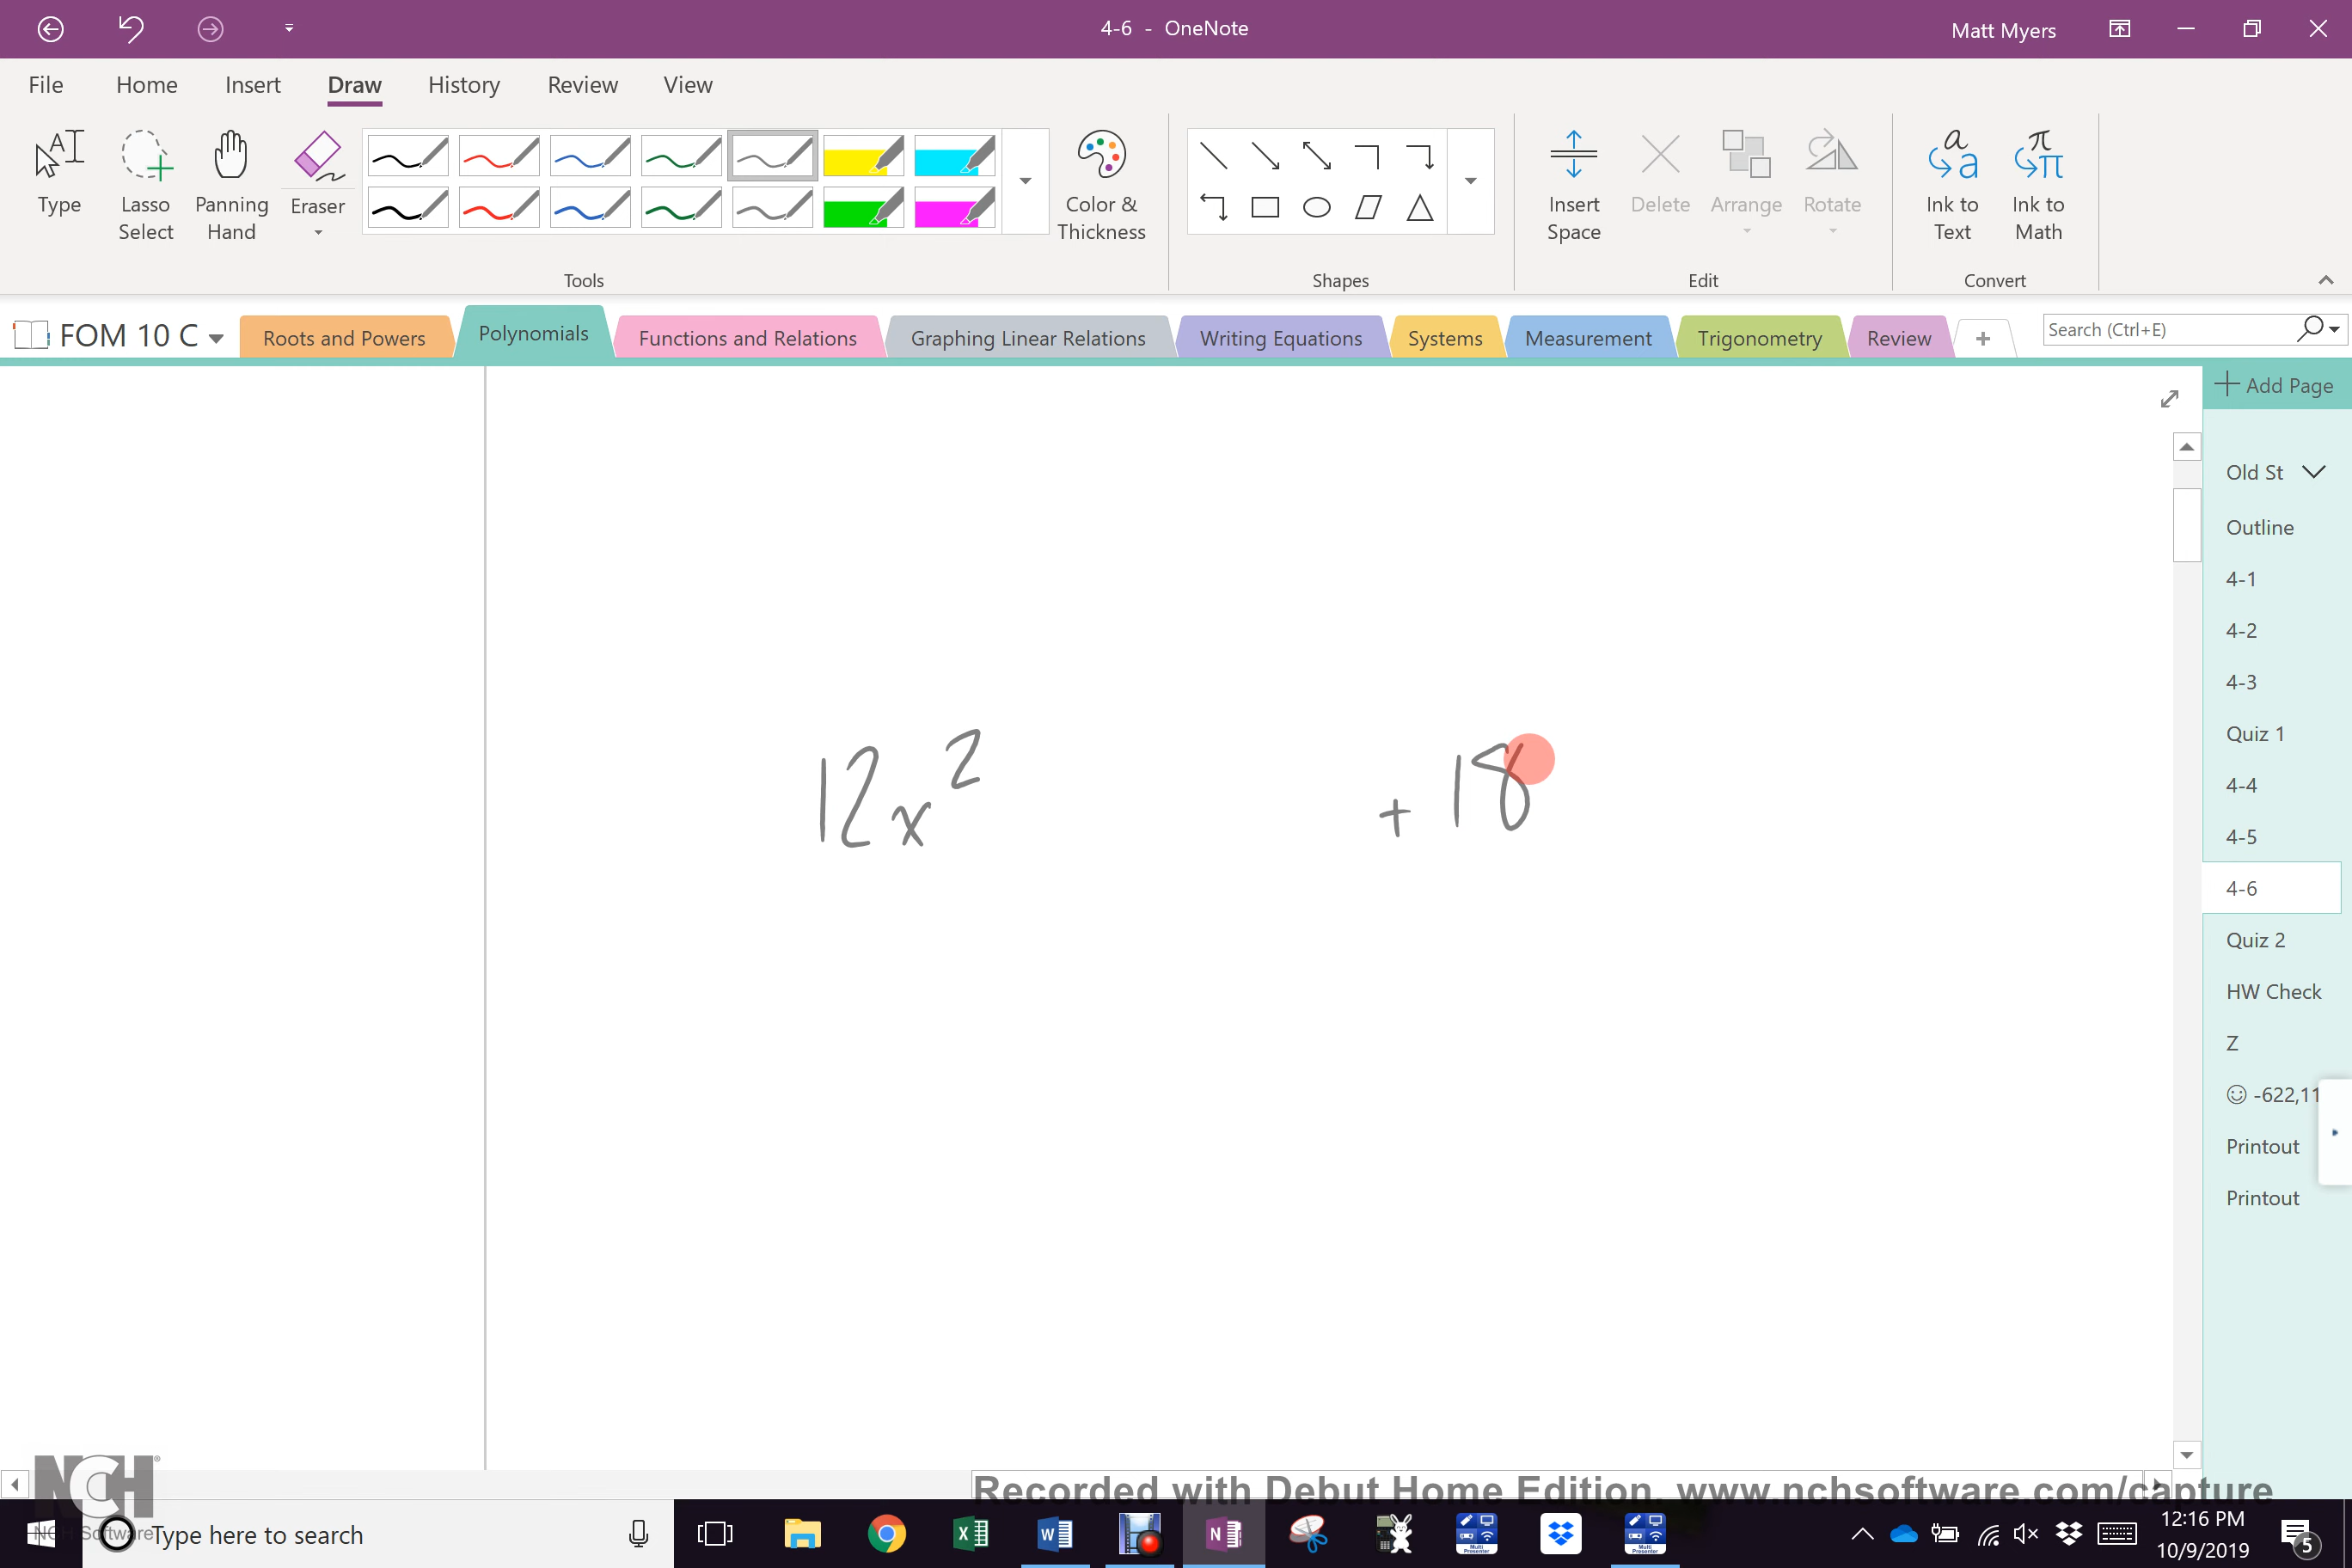 4-6 - OneNote
Matt Myers
File Home Insert Draw History Review View
Type
Lasso Select
Panning Hand
Eraser
Color & Thickness
Insert Space
Delete
Arrange
Rotate
Ink to Text
Ink to Math
Tools
Shapes
Edit
Convert
FOM 10 C
Roots and Powers
Polynomials
Functions and Relations
Graphing Linear Relations
Writing Equations
Systems
Measurement
Trigonometry
Review
Search (Ctrl+E)
Add Page
Old St
Outline
4-1
4-2
4-3
Quiz 1
4-4
4-5
4-6
Quiz 2
HW Check
Z
-622,11
Printout
Printout
12x² + 18
NCH
NCH Software
Recorded with Debut Home Edition. www.nchsoftware.com/capture
Type here to search
12:16 PM
10/9/2019
5